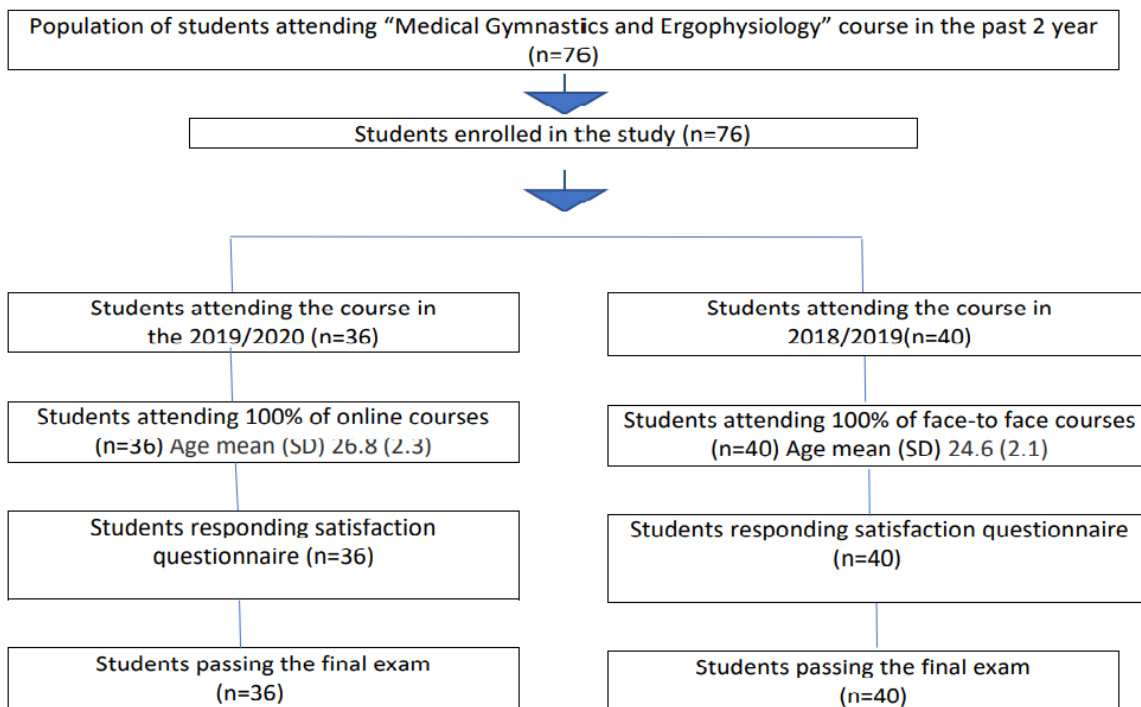 Population of students attending “Medical Gymnastics and Ergophysiology” course in the past 2 year
(n=76)
Students enrolled in the study (n=76)
Students attending the course in
the 2019/2020 (n=36)
Students attending the course in
2018/2019(n=40)
Students attending 100% of online courses
(n=36) Age mean (SD) 26.8 (2.3)
Students attending 100% of face-to face courses
(n=40) Age mean (SD) 24.6 (2.1)
Students responding satisfaction
questionnaire (n=36)
Students responding satisfaction questionnaire
(n=40)
Students passing the final exam
(n=36)
Students passing the final exam
(n=40)